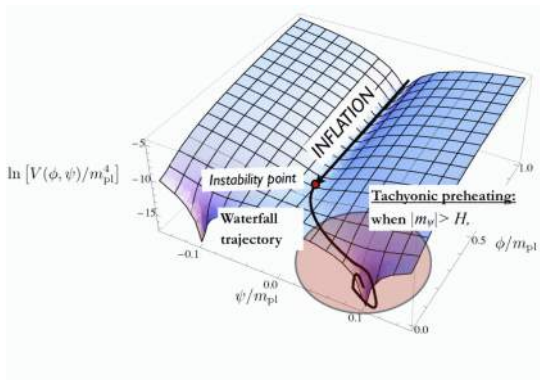 -5
ln [V(ϕ, ψ)/m⁴ₚₗ]
-10
-15
INFLATION
Instability point
Waterfall
trajectory
Tachyonic preheating:
when |mψ|> H.
1.0
0.5
ϕ/mₚₗ
0.0
-0.1
0.0
ψ/mₚₗ
0.1